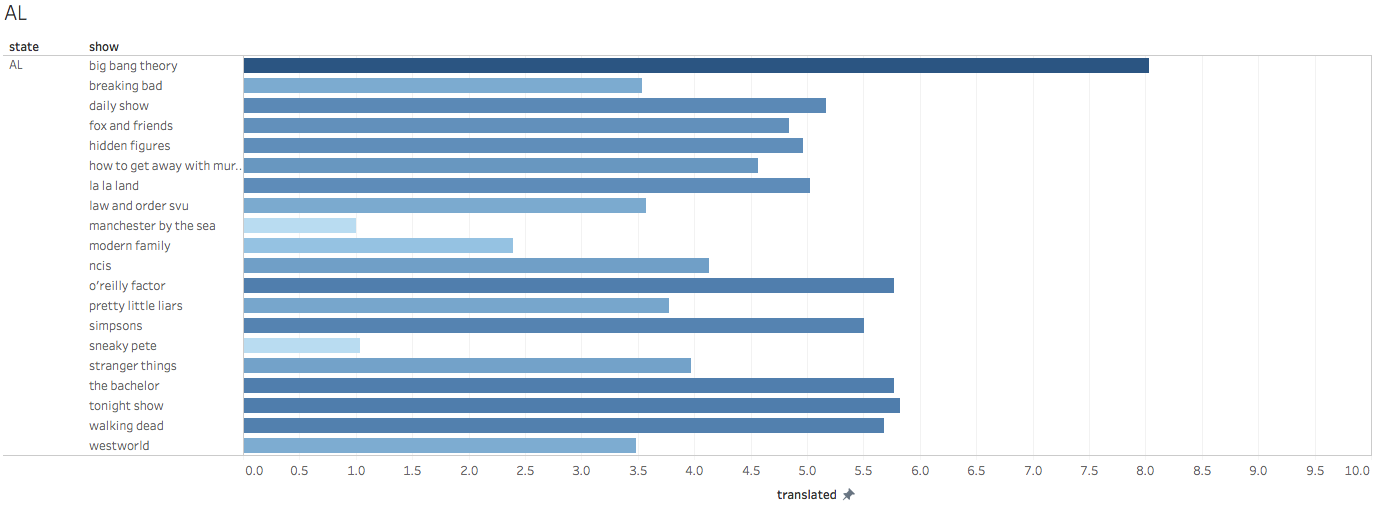 AL
state show
AL big bang theory
breaking bad
daily show
fox and friends
hidden figures
how to get away with mur..
la la land
law and order svu
manchester by the sea
modern family
ncis
o'reilly factor
pretty little liars
simpsons
sneaky pete
stranger things
the bachelor
tonight show
walking dead
westworld
0.0 0.5 1.0 1.5 2.0 2.5 3.0 3.5 4.0 4.5 5.0 5.5 6.0 6.5 7.0 7.5 8.0 8.5 9.0 9.5 10.0
translated